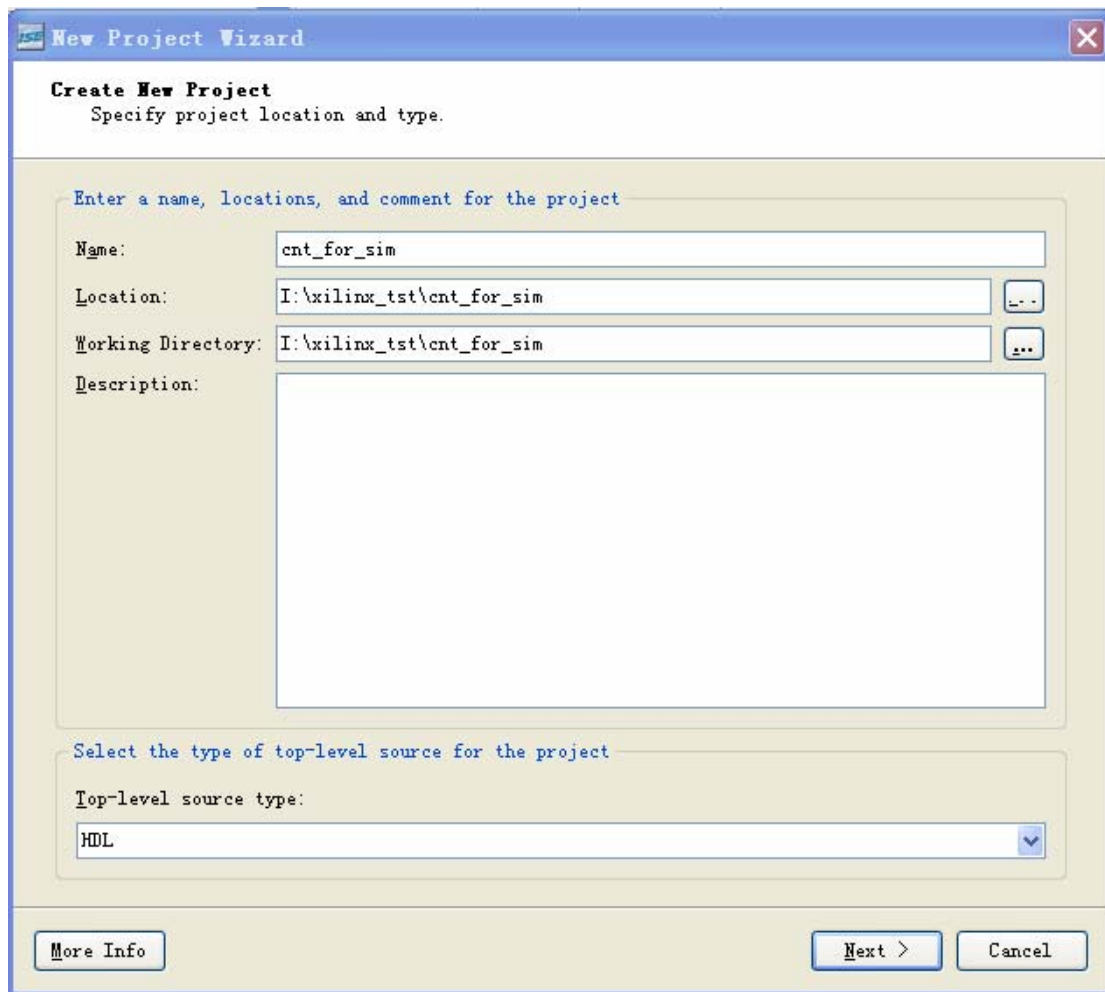 ISE New Project Wizard
Create New Project
Specify project location and type.
Enter a name, locations, and comment for the project
Name: cnt_for_sim
Location: I:\xilinx_tst\cnt_for_sim ...
Working Directory: I:\xilinx_tst\cnt_for_sim ...
Description:
Select the type of top-level source for the project
Top-level source type:
HDL
More Info Next > Cancel